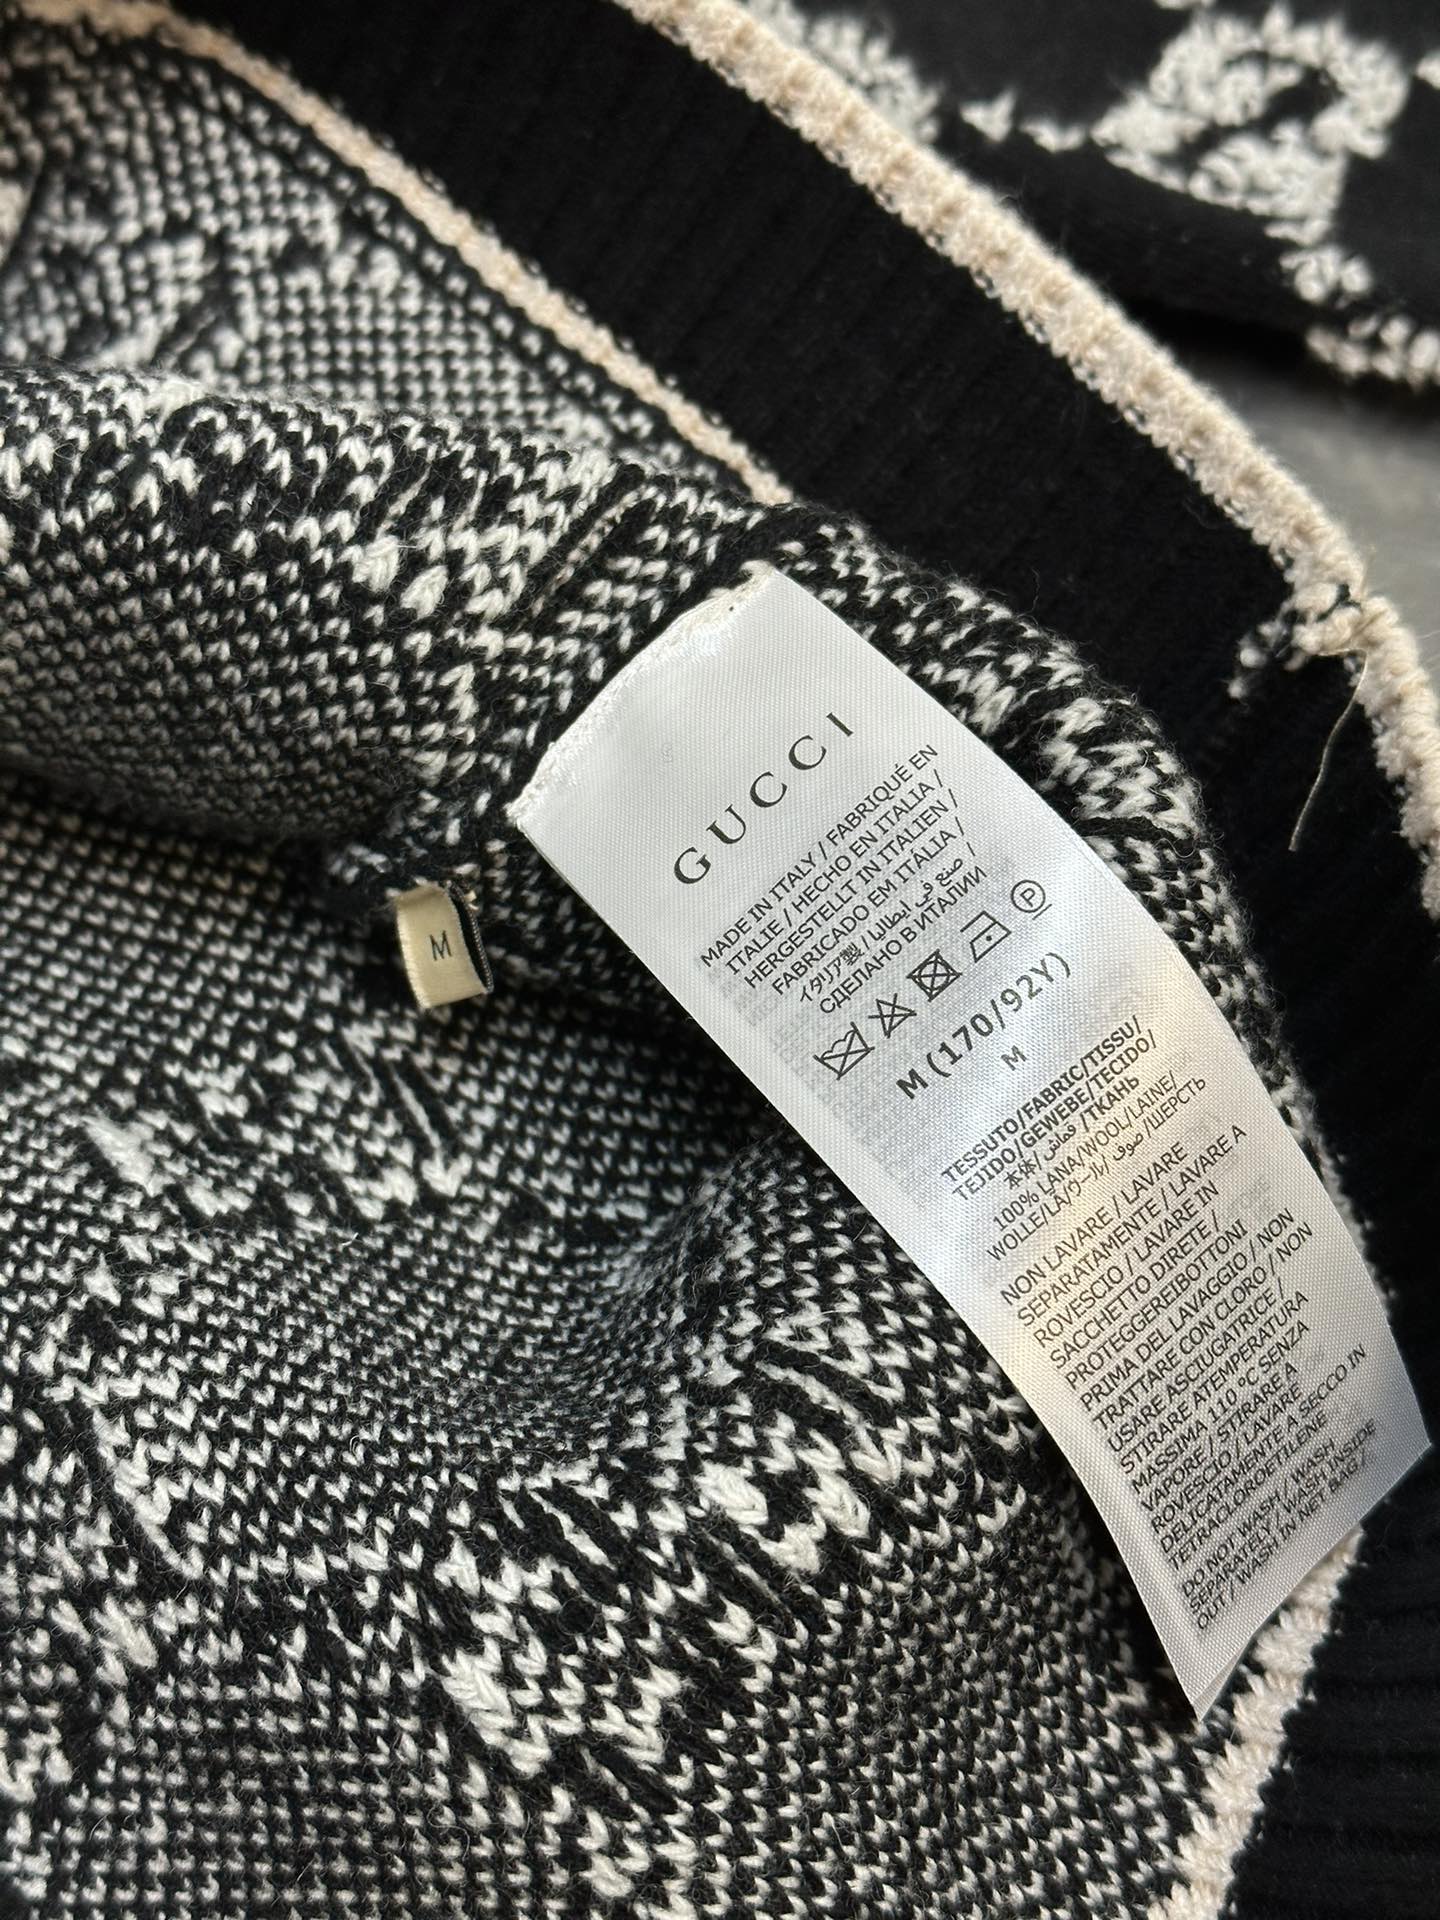 GUCCI
MADE IN ITALY / FABRIQUÉ EN
ITALIE / HECHO EN ITALIA /
HERGESTELLT IN ITALIEN /
FABRICADO EM ITÁLIA /
イタリア製 / صنع في ايطاليا /
СДЕЛАНО В ИТАЛИИ
P
M (170/92Y)
M
TESSUTO/FABRIC/TISSU/
TEJIDO/GEWEBE/TECIDO/
本体/ قماش /ТКАНЬ
100% LANA/WOOL/LAINE/
WOLLE/LÃ/ウール/ صوف /ШЕРСТЬ
NON LAVARE / LAVARE
SEPARATAMENTE / LAVARE A
ROVESCIO / LAVARE IN
SACCHETTO DIRETE /
PROTEGGEREIBOTTONI
PRIMA DEL LAVAGGIO / NON
TRATTARE CON CLORO / NON
USARE ASCIUGATRICE /
STIRARE ATEMPERATURA
MASSIMA 110 °C SENZA
VAPORE / STIRARE A
ROVESCIO / LAVARE
DELICATAMENTE A SECCO IN
TETRACLOROETILENE
DO NOT WASH / WASH
SEPARATELY / WASH INSIDE
OUT / WASH IN NET BAG /
M